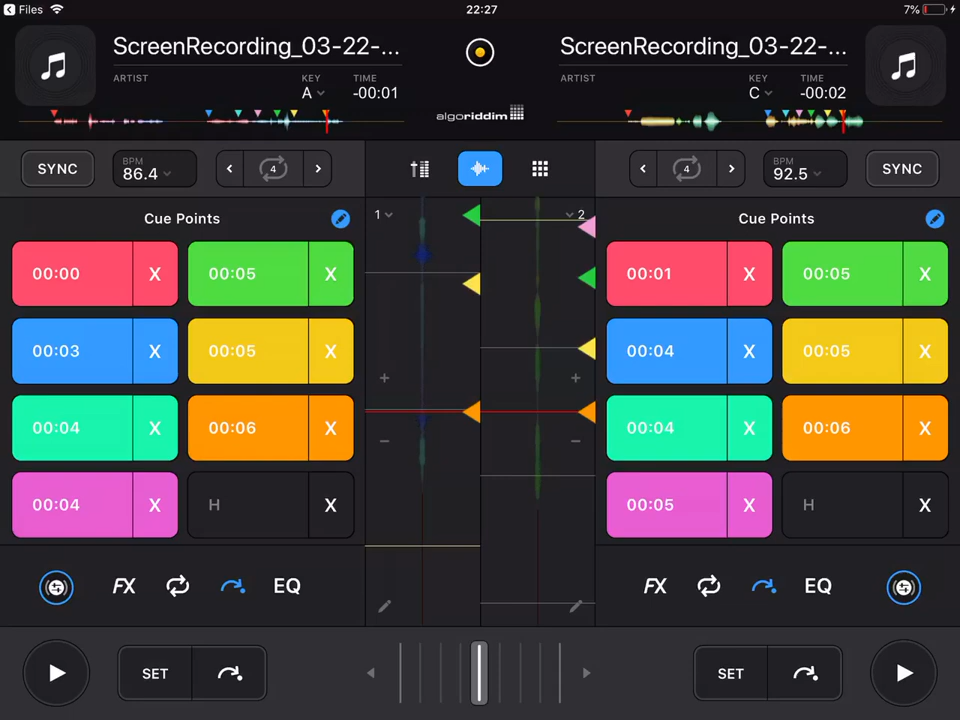 Files
22:27
7%
ScreenRecording_03-22-...
ARTIST
KEY
TIME
A
-00:01
algoriddim
ScreenRecording_03-22-...
ARTIST
KEY
TIME
C
-00:02
SYNC
BPM
86.4
4
4
BPM
92.5
SYNC
Cue Points
1
2
Cue Points
00:00 X
00:05 X
00:01 X
00:05 X
00:03 X
00:05 X
00:04 X
00:05 X
00:04 X
00:06 X
00:04 X
00:06 X
00:04 X
H X
00:05 X
H X
FX
EQ
FX
EQ
SET
SET